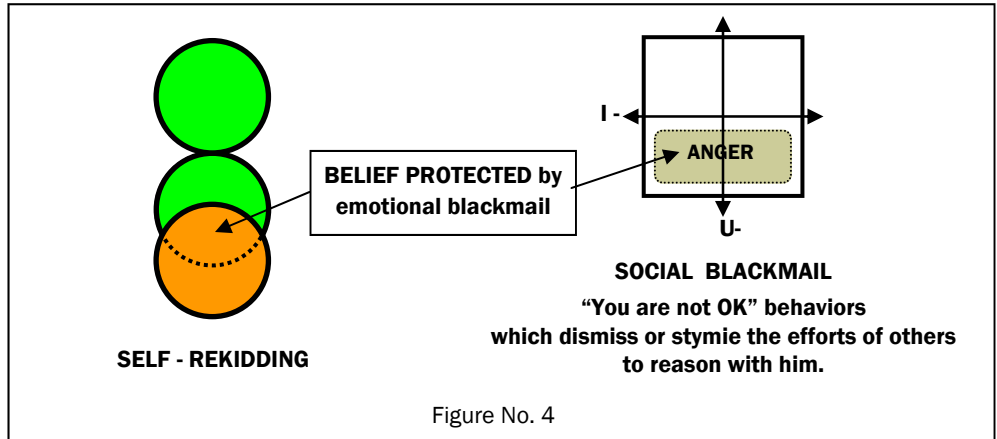 I -
ANGER
BELIEF PROTECTED by
emotional blackmail
U-
SOCIAL BLACKMAIL
“You are not OK” behaviors
which dismiss or stymie the efforts of others
to reason with him.
SELF - REKIDDING
Figure No. 4